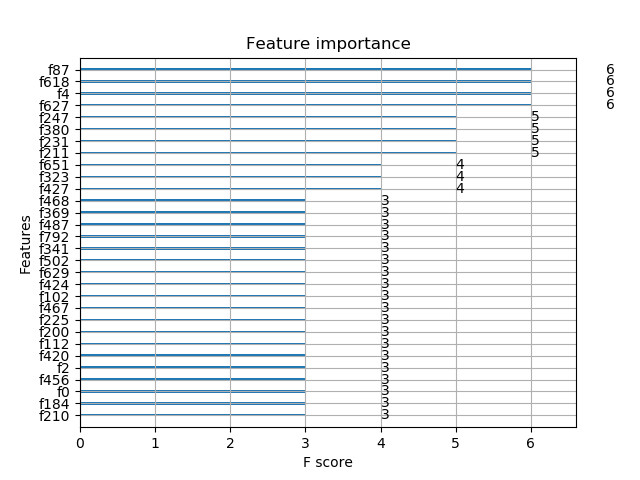 Feature importance
f87 6
f618 6
f4 6
f627 6
f247 5
f380 5
f231 5
f211 5
f651 4
f323 4
f427 4
f468 3
f369 3
f487 3
f792 3
f341 3
f502 3
f629 3
f424 3
f102 3
f467 3
f225 3
f200 3
f112 3
f420 3
f2 3
f456 3
f0 3
f184 3
f210 3
Features
0 1 2 3 4 5 6
F score